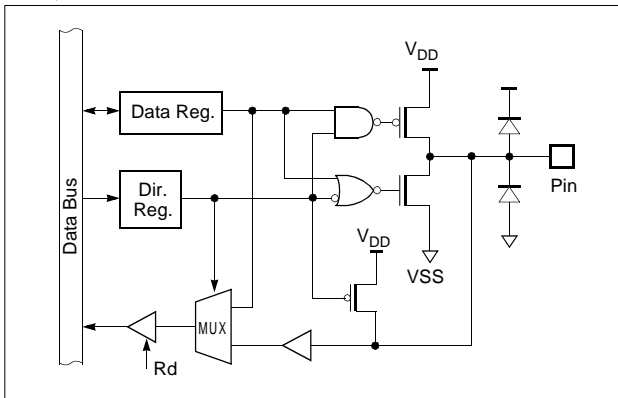 VDD
Data Reg.
Dir.
Reg.
Data Bus
Pin
VDD
VSS
MUX
Rd